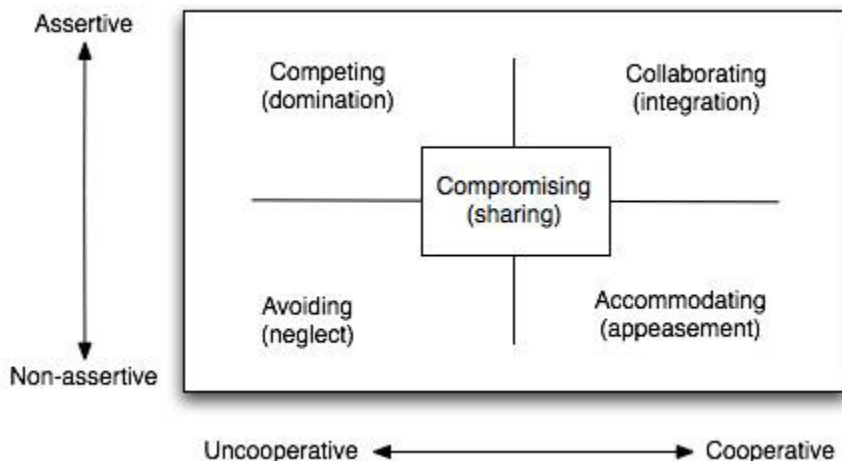 Assertive
Competing
(domination)
Collaborating
(integration)
Compromising
(sharing)
Avoiding
(neglect)
Accommodating
(appeasement)
Non-assertive
Uncooperative
Cooperative